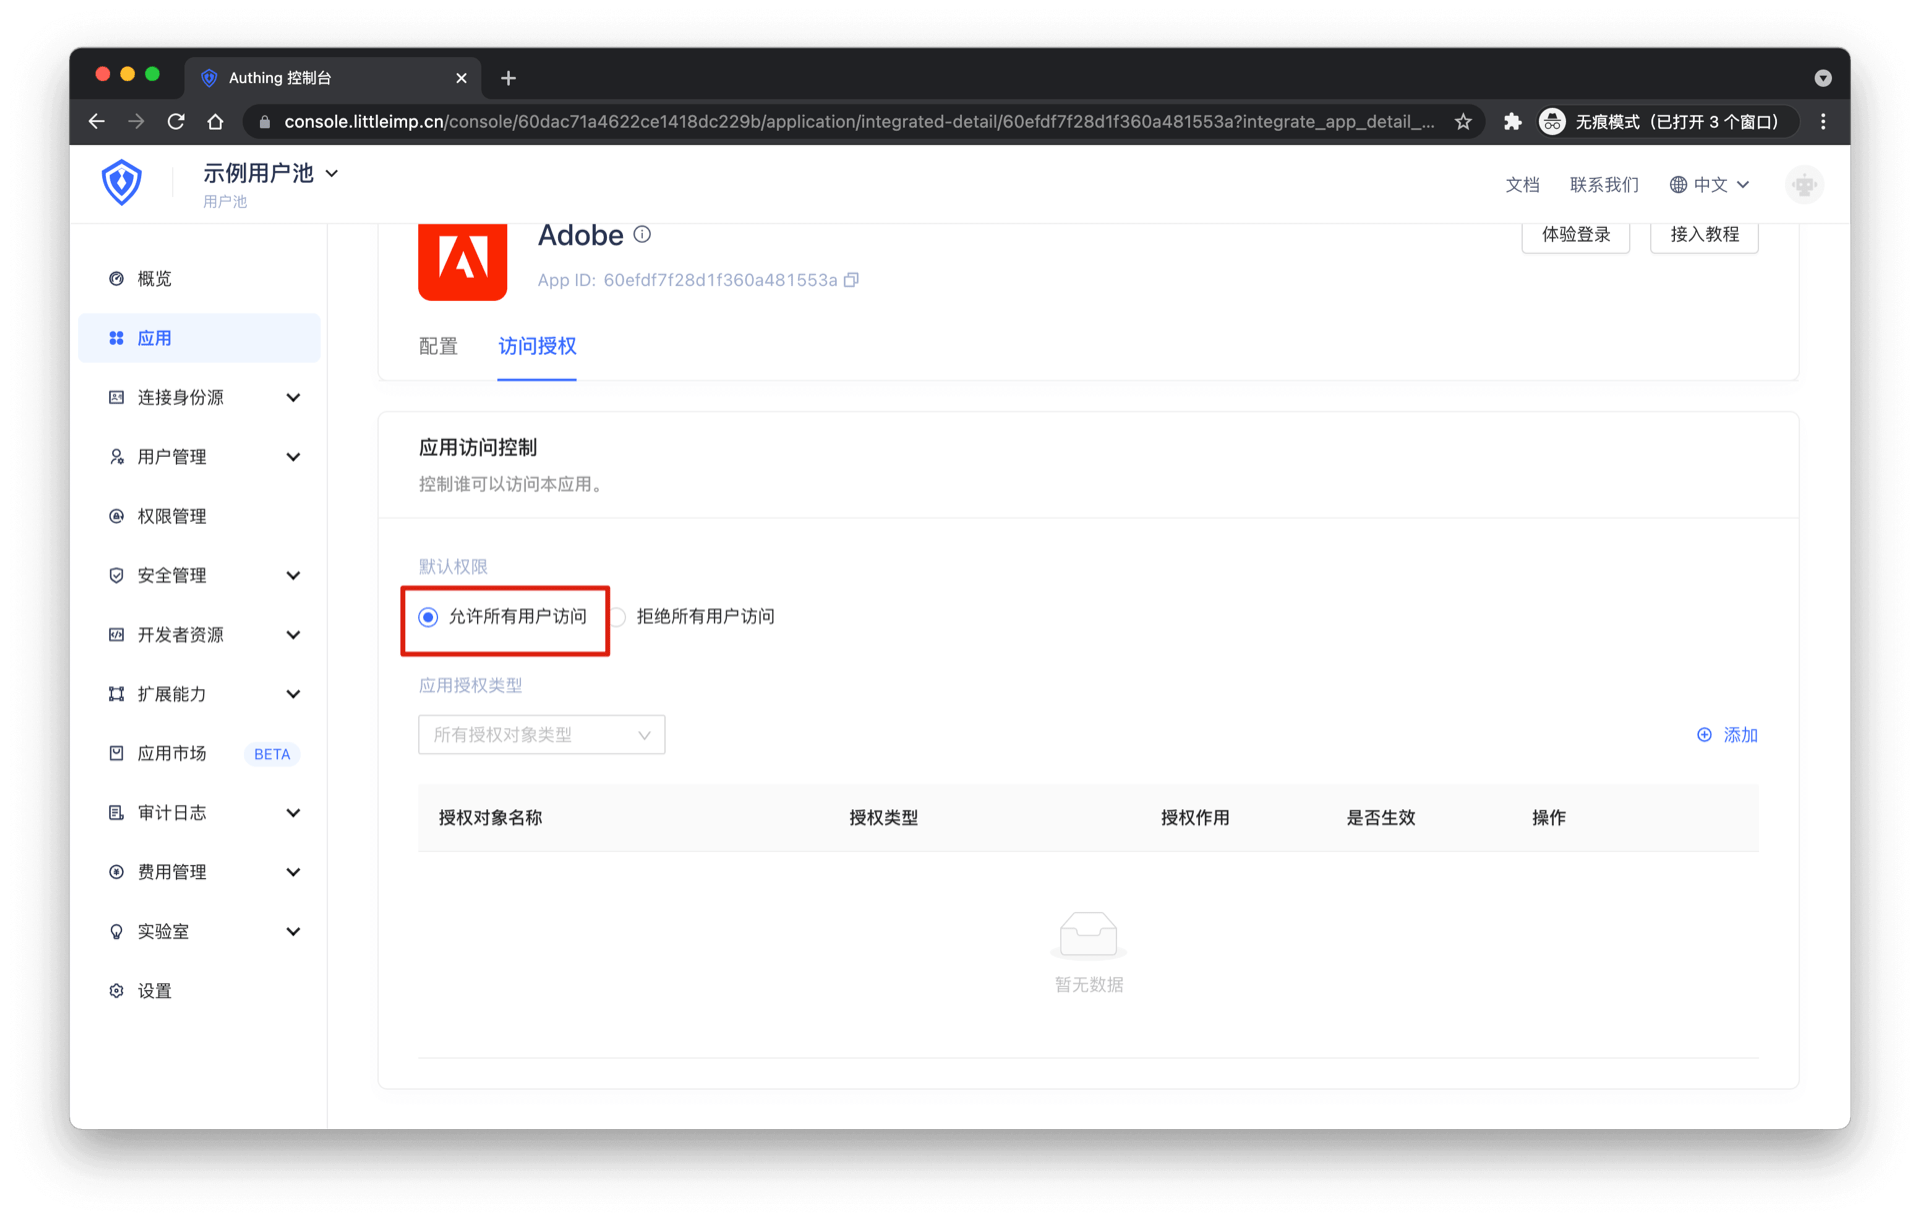 Authing 控制台
console.littleimp.cn/console/60dac71a4622ce1418dc229b/application/integrated-detail/60efdf7f28d1f360a481553a?integrate_app_detail_...
无痕模式（已打开 3 个窗口）
示例用户池
用户池
文档
联系我们
中文
概览
应用
连接身份源
用户管理
权限管理
安全管理
开发者资源
扩展能力
应用市场 BETA
审计日志
费用管理
实验室
设置
Adobe
App ID: 60efdf7f28d1f360a481553a
体验登录
接入教程
配置
访问授权
应用访问控制
控制谁可以访问本应用。
默认权限
允许所有用户访问
拒绝所有用户访问
应用授权类型
所有授权对象类型
添加
授权对象名称 授权类型 授权作用 是否生效 操作
暂无数据